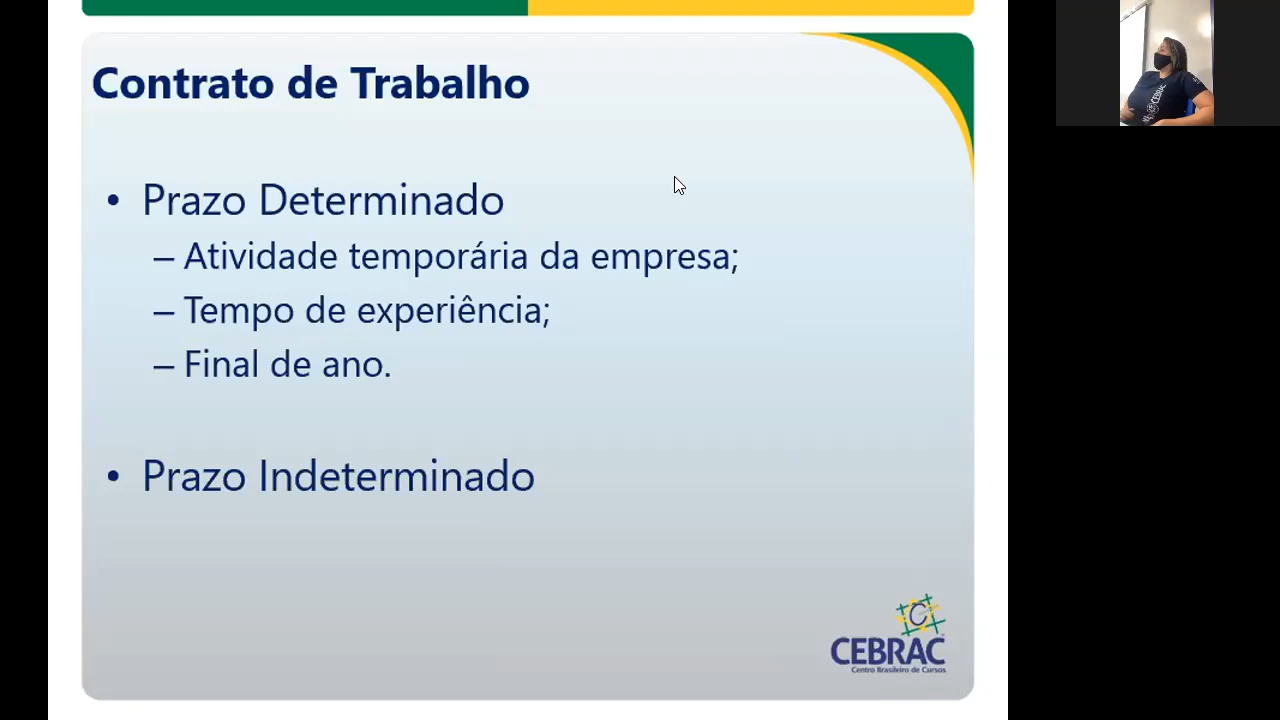 Contrato de Trabalho
• Prazo Determinado
– Atividade temporária da empresa;
– Tempo de experiência;
– Final de ano.
• Prazo Indeterminado
CEBRAC
Centro Brasileiro de Cursos
CEBRAC